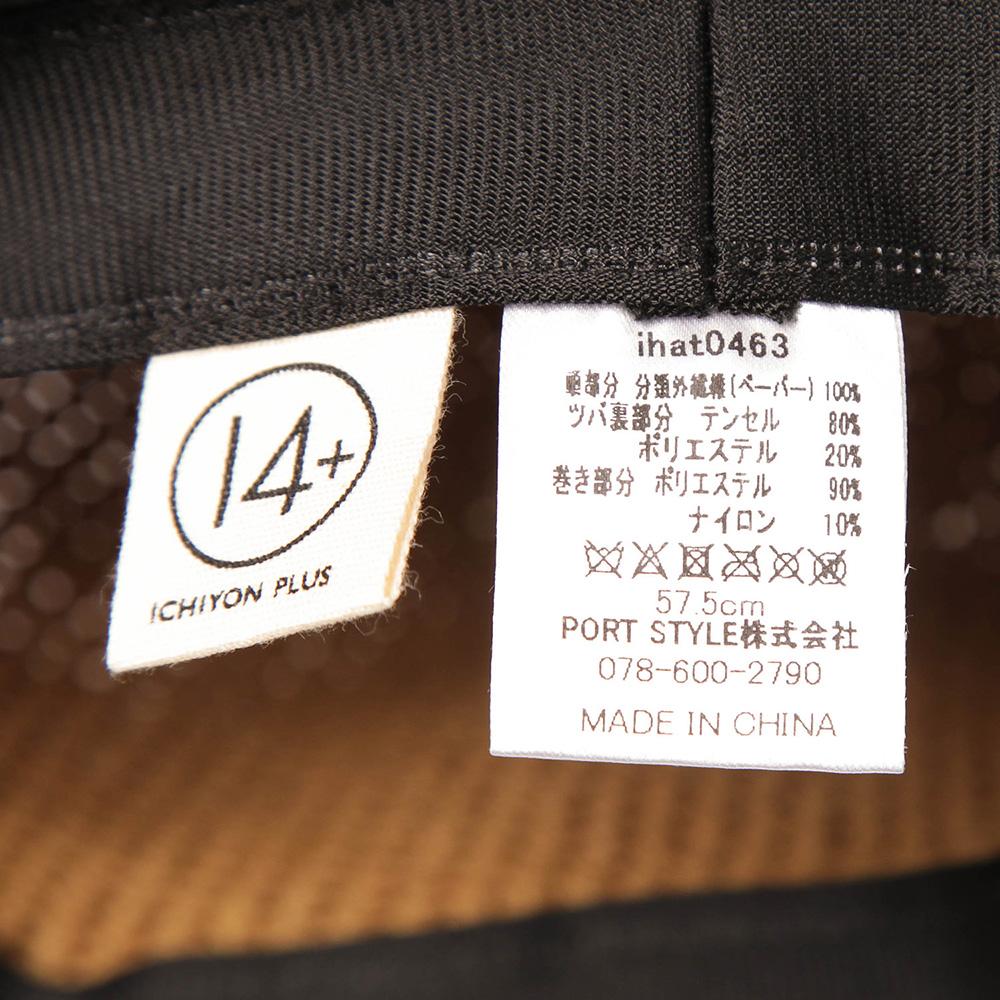 14+
ICHIYON PLUS
ihat0463
部分 分類外繊維(ペーパー) 100%
ツバ裏部分 テンセル 80%
ポリエステル 20%
巻き部分 ポリエステル 90%
ナイロン 10%
57.5cm
PORT STYLE株式会社
078-600-2790
MADE IN CHINA